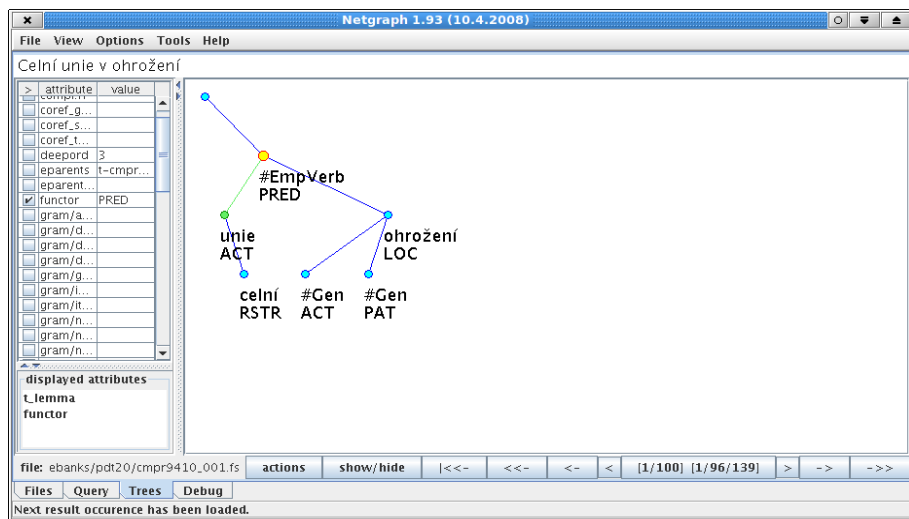 Netgraph 1.93 (10.4.2008)
File View Options Tools Help
Celní unie v ohrožení
> attribute value
coref_g...
coref_s...
coref_t...
deepord 3
eparents t-cmpr...
eparent...
functor PRED
gram/a...
gram/d...
gram/d...
gram/d...
gram/g...
gram/i...
gram/it...
gram/n...
gram/n...
gram/n...
displayed attributes
t_lemma
functor
#EmpVerb
PRED
unie
ACT
ohrožení
LOC
celní
RSTR
#Gen
ACT
#Gen
PAT
file: ebanks/pdt20/cmpr9410_001.fs actions show/hide |<<- <<- <- < [1/100] [1/96/139] > -> ->>
Files Query Trees Debug
Next result occurence has been loaded.